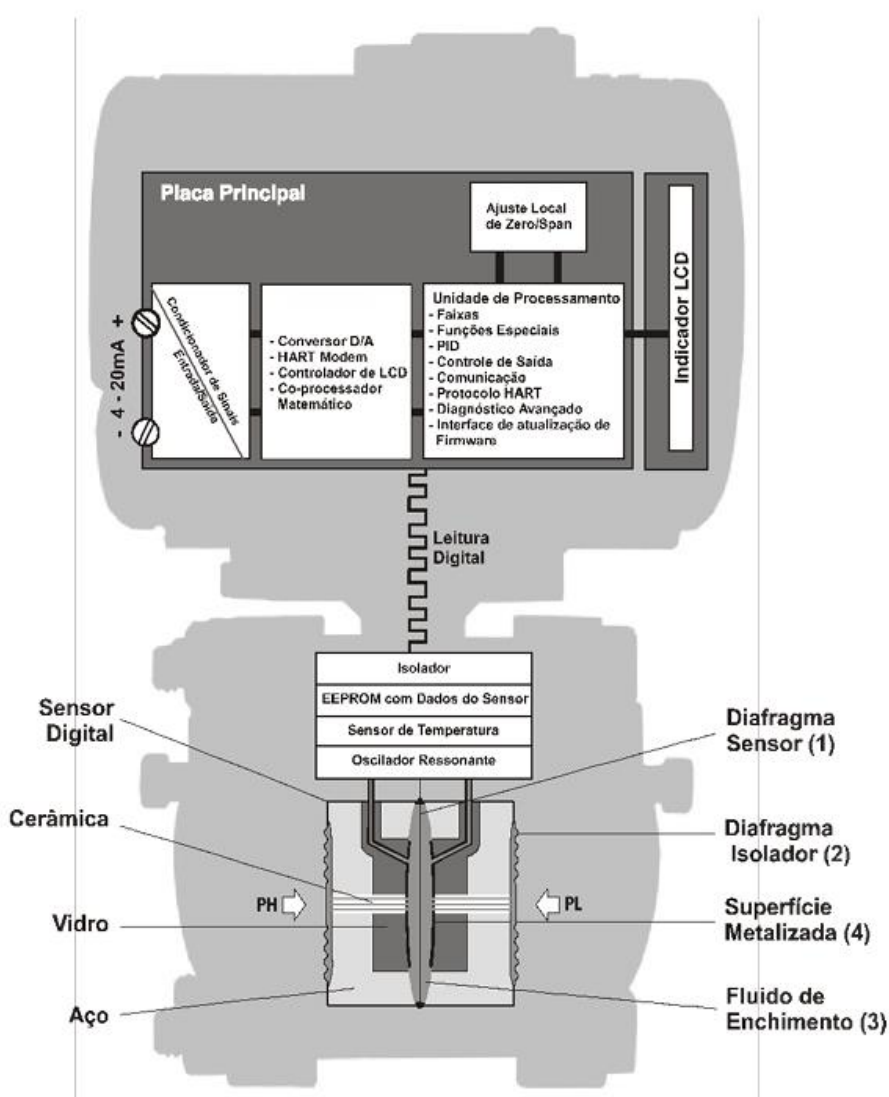 Placa Principal
Ajuste Local
de Zero/Span
+
- 4 - 20mA
Condicionador de Sinais
Entrada/Saída
- Conversor D/A
- HART Modem
- Controlador de LCD
- Co-processador
Matemático
Unidade de Processamento
- Faixas
- Funções Especiais
- PID
- Controle de Saída
- Comunicação
- Protocolo HART
- Diagnóstico Avançado
- Interface de atualização de
Firmware
Indicador LCD
Leitura
Digital
Isolador
EEPROM com Dados do Sensor
Sensor de Temperatura
Oscilador Ressonante
Sensor
Digital
Cerâmica
PH
Vidro
Aço
Diafragma
Sensor (1)
Diafragma
Isolador (2)
PL
Superfície
Metalizada (4)
Fluido de
Enchimento (3)